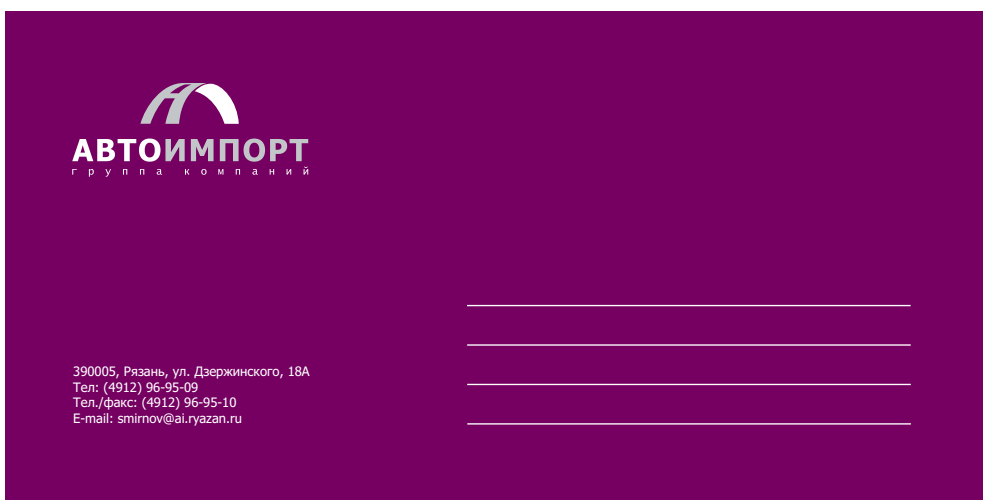 АВТОИМПОРТ
группа компаний
390005, Рязань, ул. Дзержинского, 18А
Тел: (4912) 96-95-09
Тел./факс: (4912) 96-95-10
E-mail: smirnov@ai.ryazan.ru